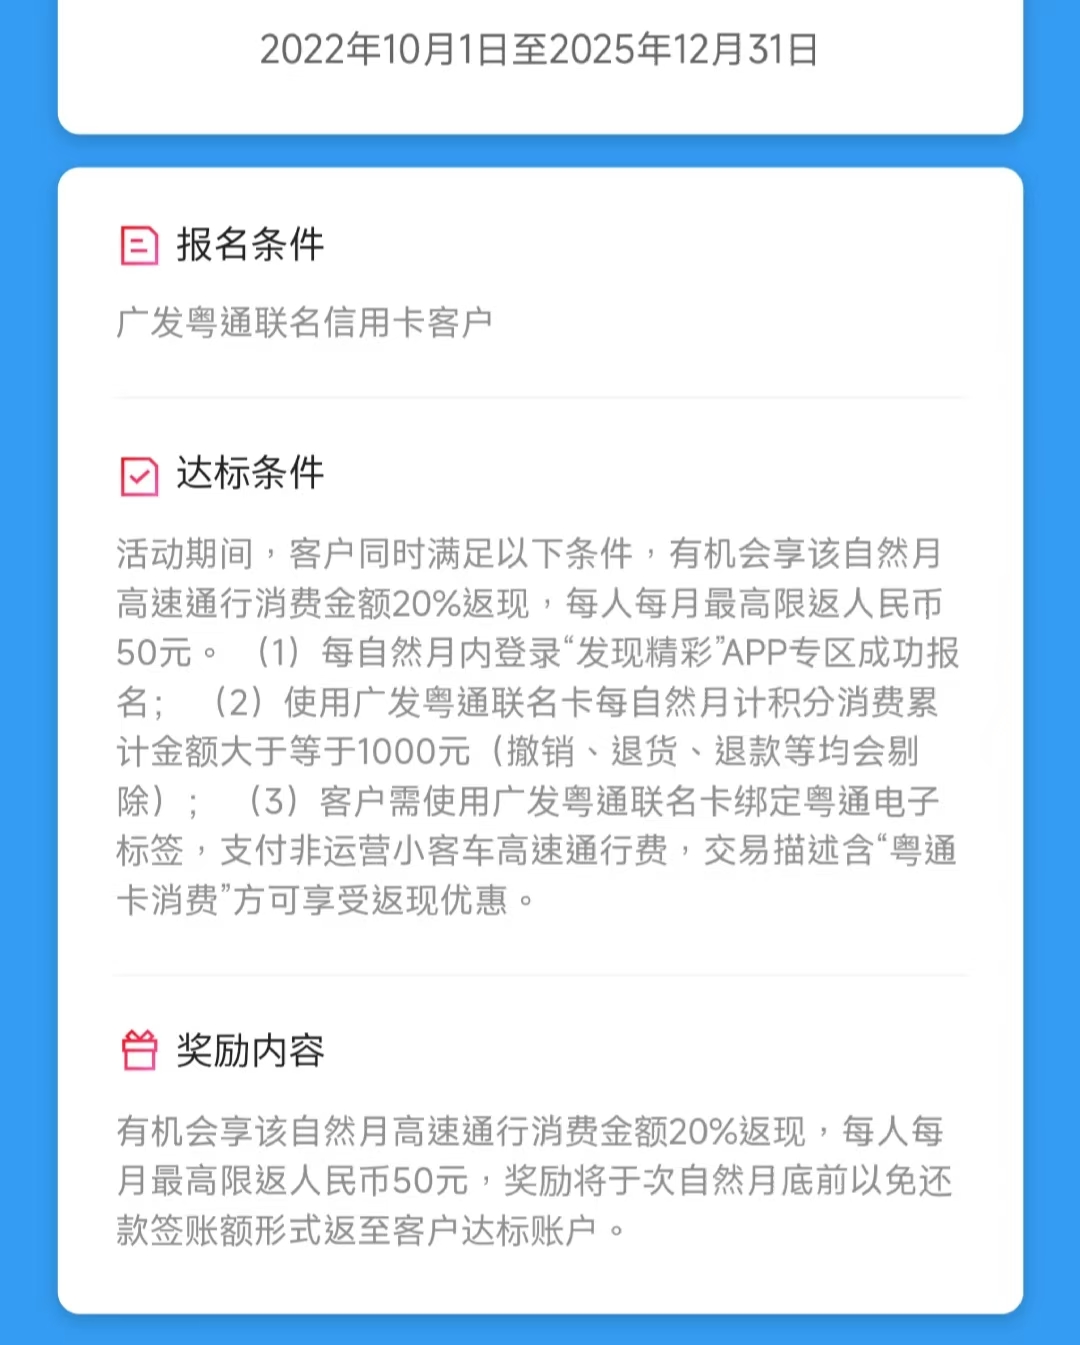 2022年10月1日至2025年12月31日
报名条件
广发粤通联名信用卡客户
达标条件
活动期间，客户同时满足以下条件，有机会享该自然月
高速通行消费金额20%返现，每人每月最高限返人民币
50元。（1）每自然月内登录“发现精彩”APP专区成功报
名；（2）使用广发粤通联名卡每自然月计积分消费累
计金额大于等于1000元（撤销、退货、退款等均会剔
除）；（3）客户需使用广发粤通联名卡绑定粤通电子
标签，支付非运营小客车高速通行费，交易描述含“粤通
卡消费”方可享受返现优惠。
奖励内容
有机会享该自然月高速通行消费金额20%返现，每人每
月最高限返人民币50元，奖励将于次自然月底前以免还
款签账额形式返至客户达标账户。